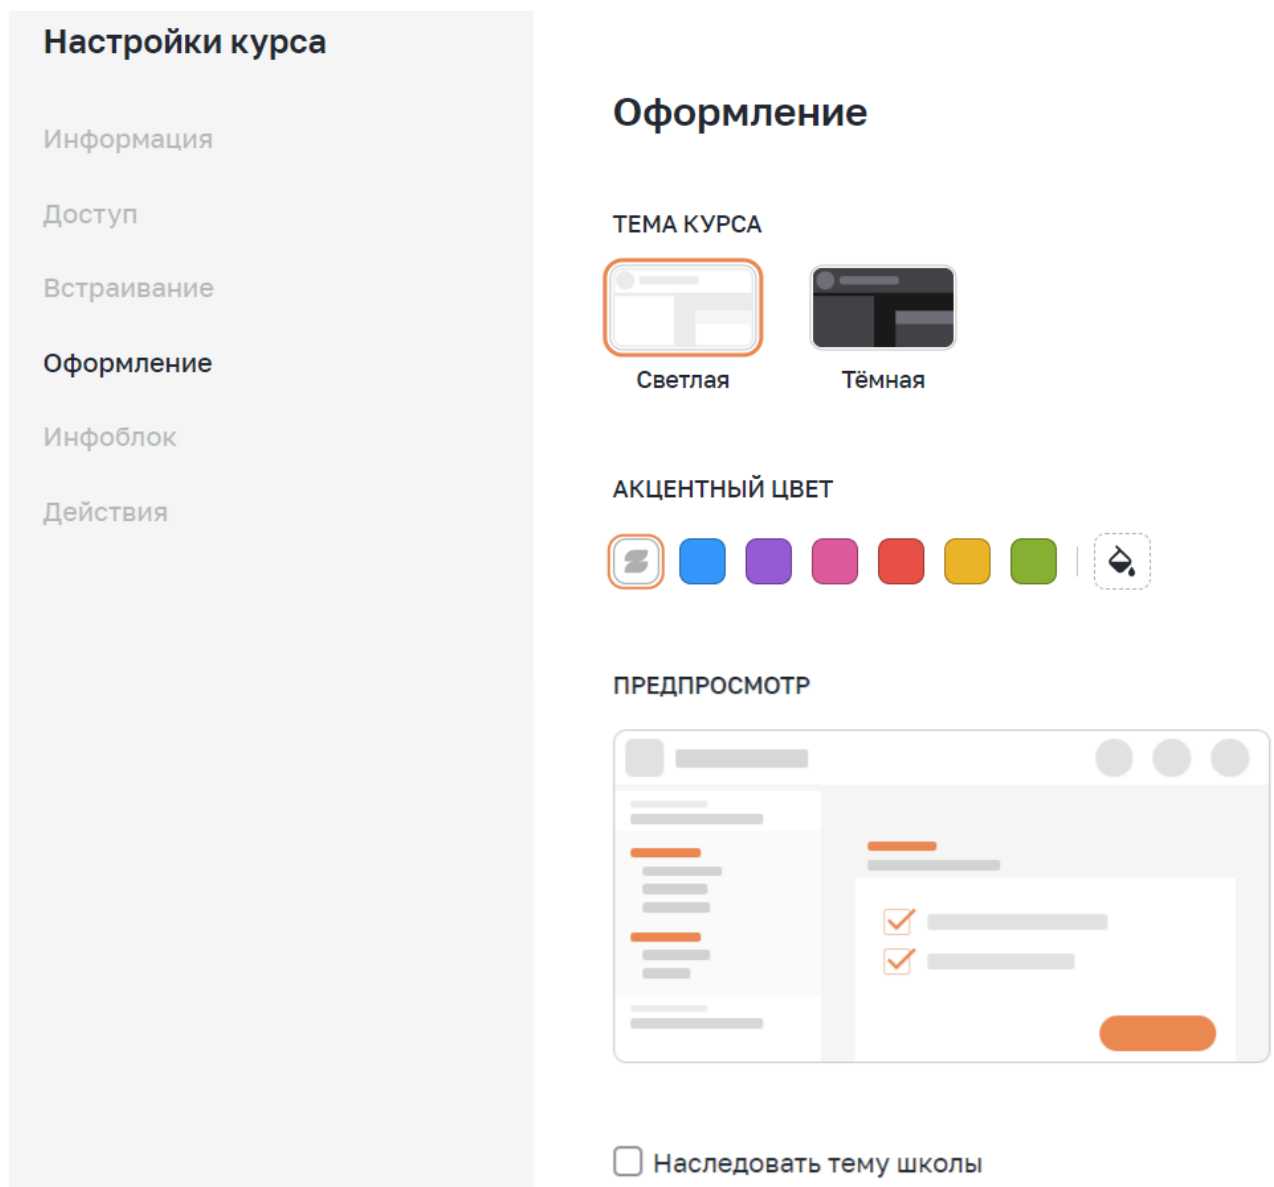 Настройки курса
Информация
Доступ
Встраивание
Оформление
Инфоблок
Действия
Оформление
ТЕМА КУРСА
Светлая
Тёмная
АКЦЕНТНЫЙ ЦВЕТ
ПРЕДПРОСМОТР
Наследовать тему школы